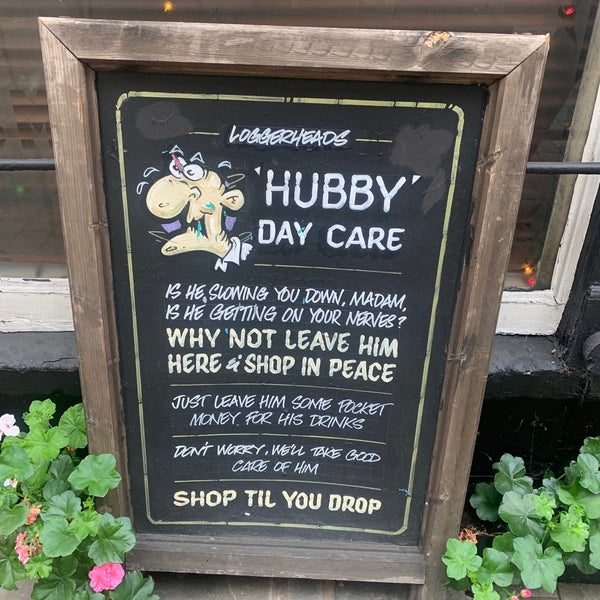 LOGGERHEADS
'HUBBY'
DAY CARE
IS HE SLOWING YOU DOWN, MADAM,
IS HE GETTING ON YOUR NERVES?
WHY NOT LEAVE HIM
HERE & SHOP IN PEACE
JUST LEAVE HIM SOME POCKET
MONEY FOR HIS DRINKS
DON'T WORRY, WE'LL TAKE GOOD
CARE OF HIM
SHOP TIL YOU DROP